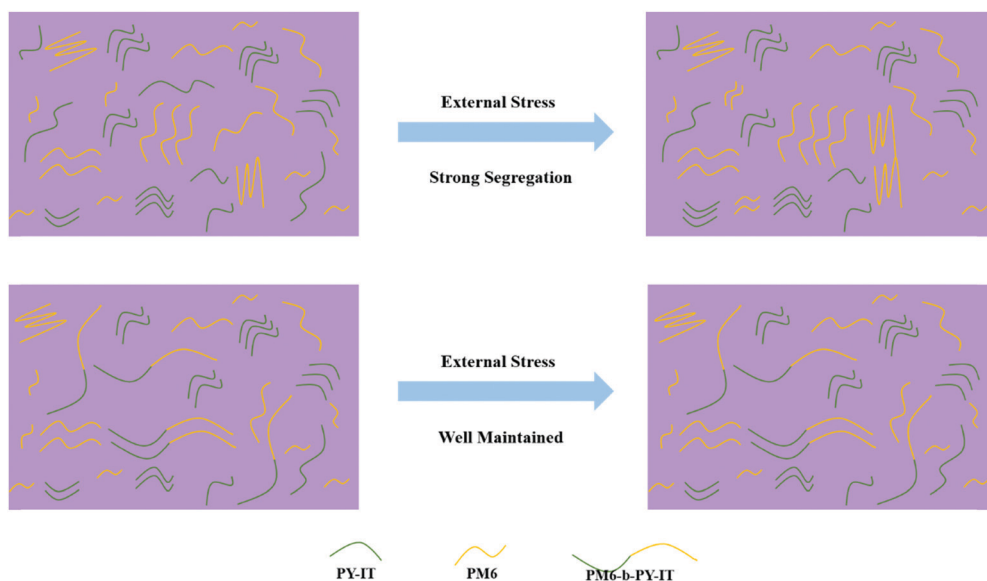 External Stress
Strong Segregation
External Stress
Well Maintained
PY-IT
PM6
PM6-b-PY-IT